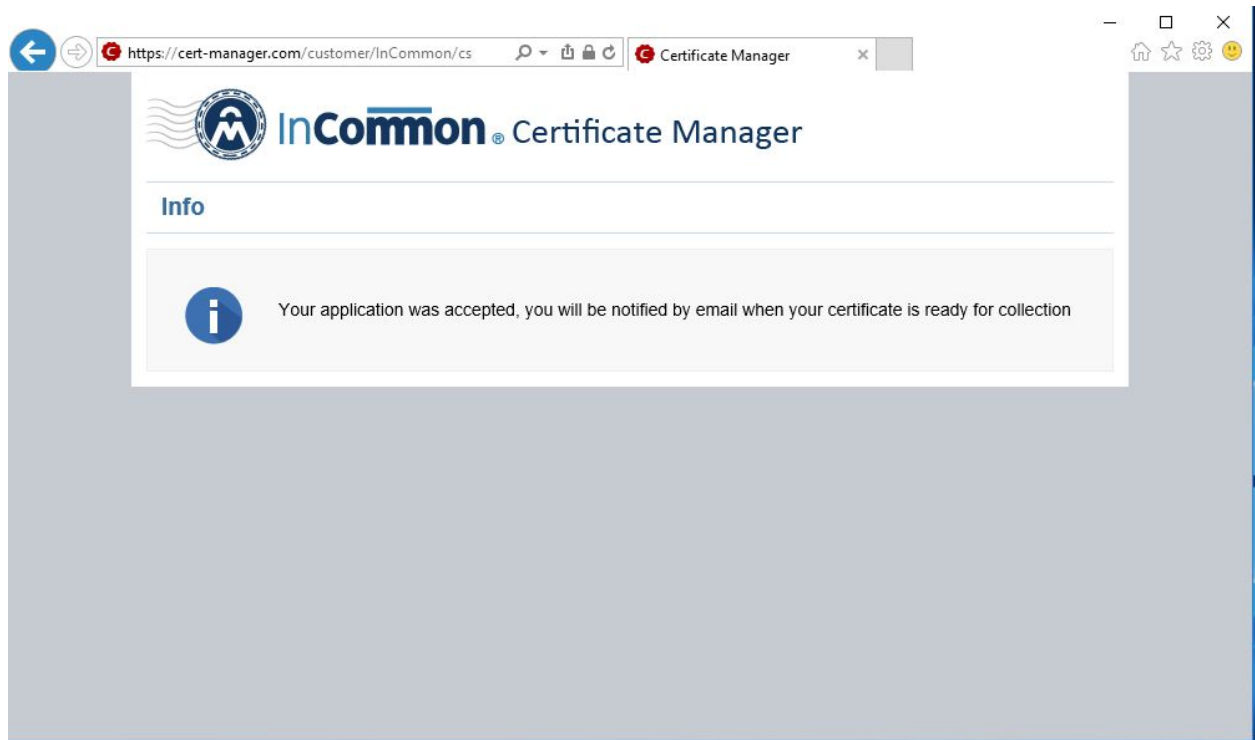 https://cert-manager.com/customer/InCommon/cs
Certificate Manager
InCommon® Certificate Manager
Info
Your application was accepted, you will be notified by email when your certificate is ready for collection